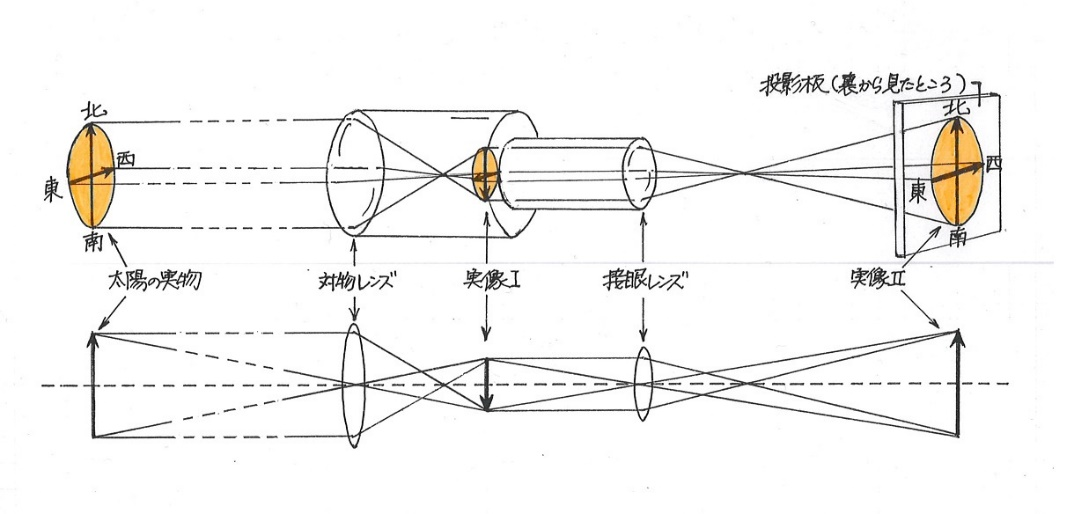 投影板(裏から見たところ)
北
西
東
南
北
西
東
南
太陽の実物
対物レンズ
実像I
接眼レンズ
実像II